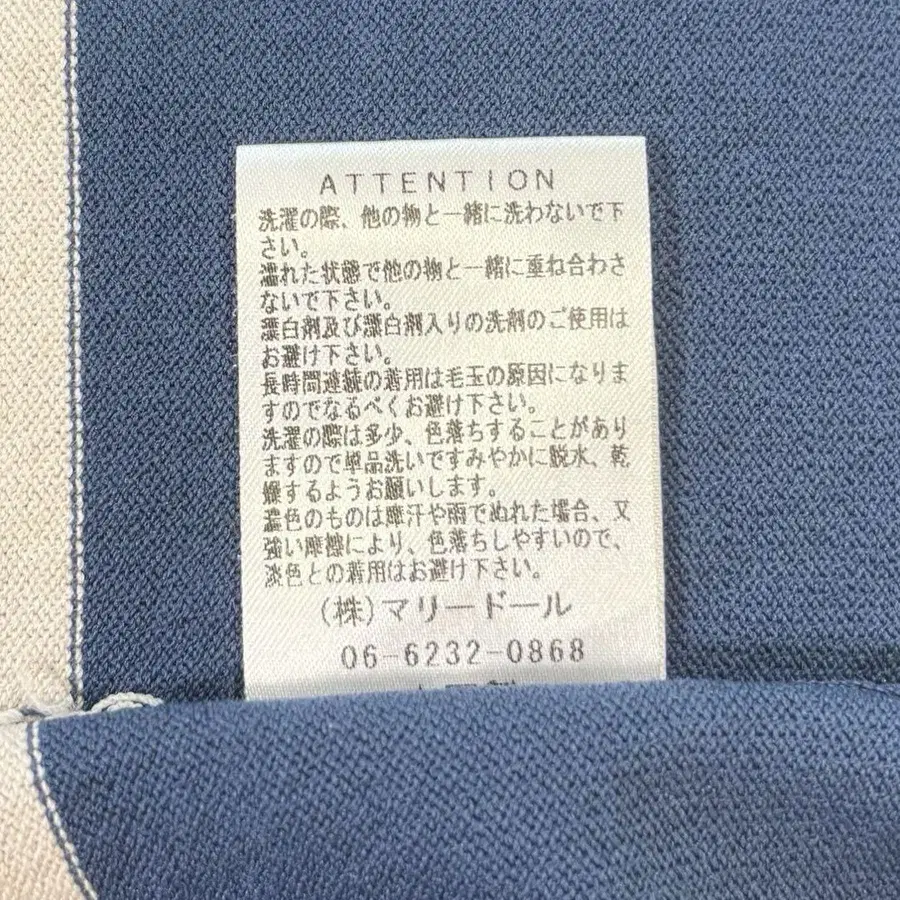 ATTENTION
洗濯の際、他の物と一緒に洗わないで下
さい。
濡れた状態で他の物と一緒に重ね合わさ
ないで下さい。
漂白剤及び漂白剤入りの洗剤のご使用は
お避け下さい。
長時間連続の着用は毛玉の原因になりま
すのでなるべくお避け下さい。
洗濯の際は多少、色落ちすることがあり
ますので単品洗いですみやかに脱水、乾
燥するようお願いします。
濃色のものは摩汗や雨でぬれた場合、又
強い摩擦により、色落ちしやすいので、
淡色との着用はお避け下さい。
(株)マリードール
06-6232-0868